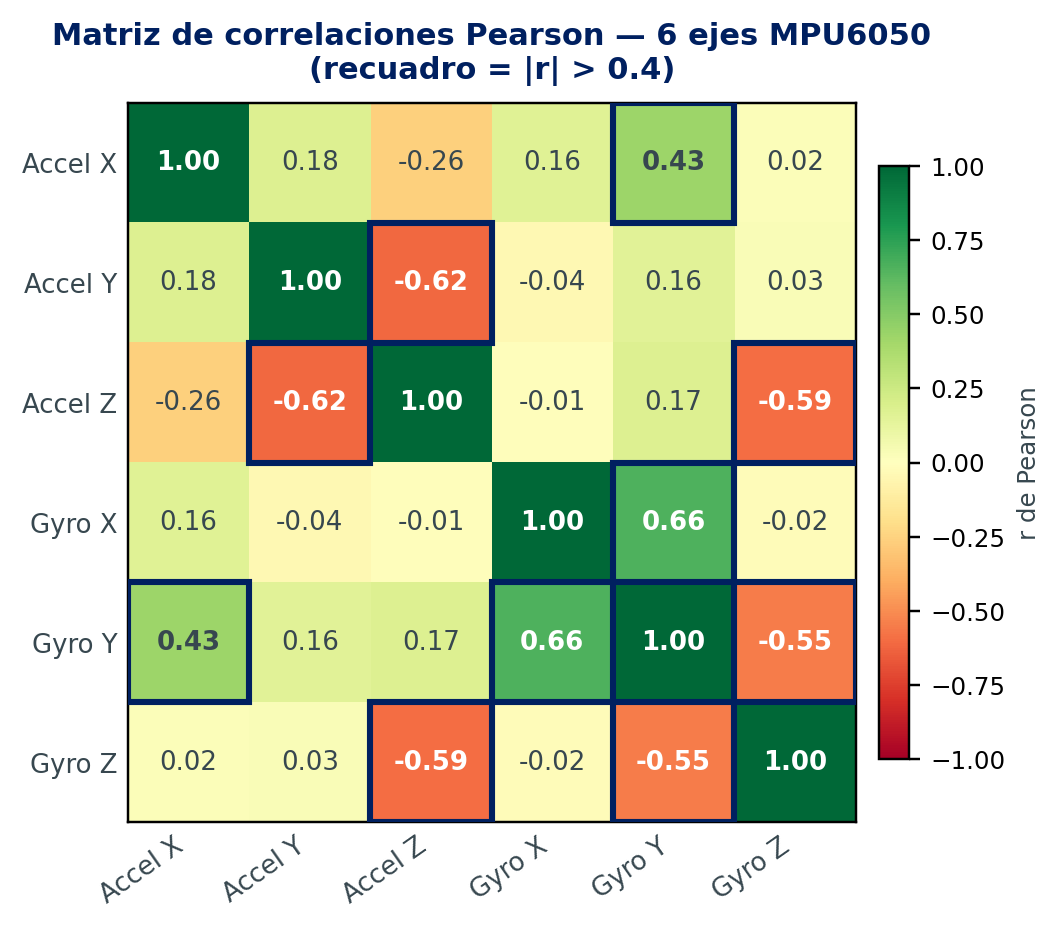 Matriz de correlaciones Pearson — 6 ejes MPU6050
(recuadro = |r| > 0.4)
Accel X 1.00 0.18 -0.26 0.16 0.43 0.02
Accel Y 0.18 1.00 -0.62 -0.04 0.16 0.03
Accel Z -0.26 -0.62 1.00 -0.01 0.17 -0.59
Gyro X 0.16 -0.04 -0.01 1.00 0.66 -0.02
Gyro Y 0.43 0.16 0.17 0.66 1.00 -0.55
Gyro Z 0.02 0.03 -0.59 -0.02 -0.55 1.00
Accel X Accel Y Accel Z Gyro X Gyro Y Gyro Z
1.00
0.75
0.50
0.25
0.00
−0.25
−0.50
−0.75
−1.00
r de Pearson